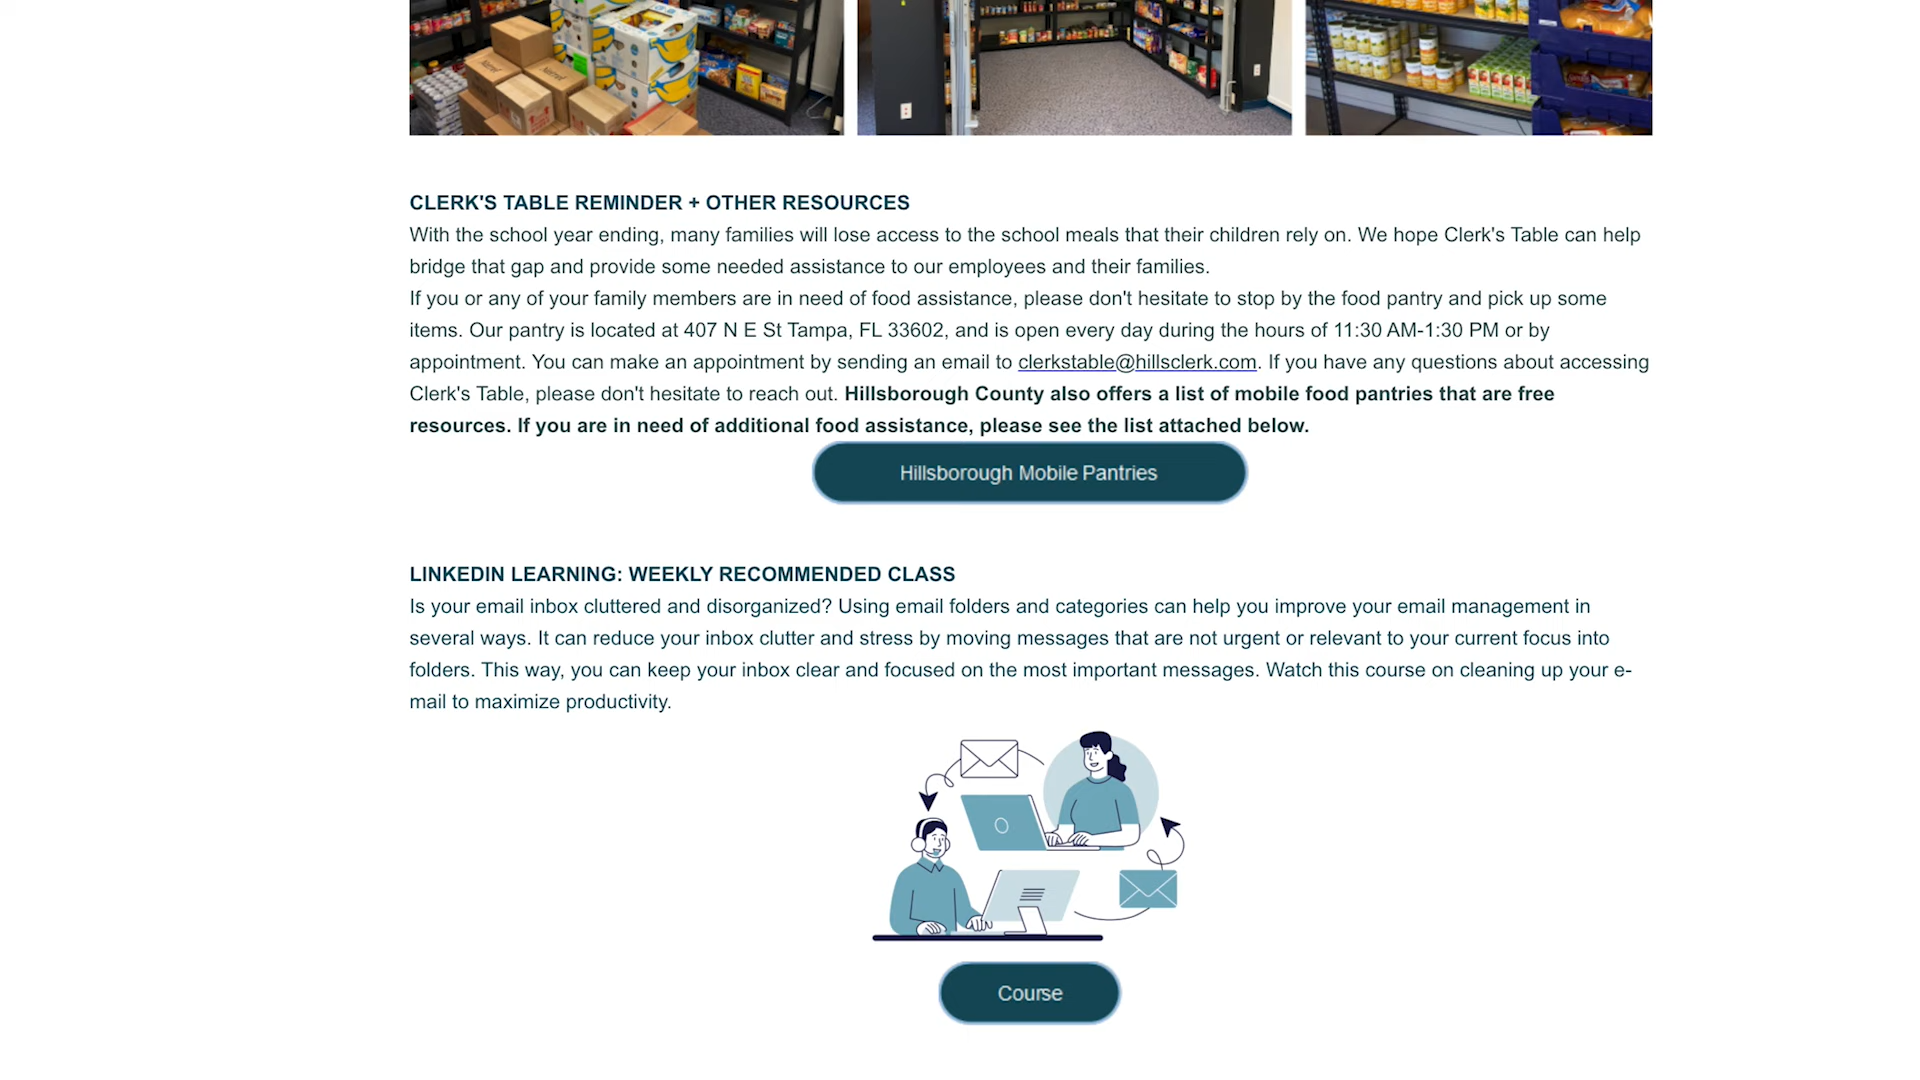 CLERK'S TABLE REMINDER + OTHER RESOURCES
With the school year ending, many families will lose access to the school meals that their children rely on. We hope Clerk's Table can help
bridge that gap and provide some needed assistance to our employees and their families.
If you or any of your family members are in need of food assistance, please don't hesitate to stop by the food pantry and pick up some
items. Our pantry is located at 407 N E St Tampa, FL 33602, and is open every day during the hours of 11:30 AM-1:30 PM or by
appointment. You can make an appointment by sending an email to clerkstable@hillsclerk.com. If you have any questions about accessing
Clerk's Table, please don't hesitate to reach out. Hillsborough County also offers a list of mobile food pantries that are free
resources. If you are in need of additional food assistance, please see the list attached below.
Hillsborough Mobile Pantries
LINKEDIN LEARNING: WEEKLY RECOMMENDED CLASS
Is your email inbox cluttered and disorganized? Using email folders and categories can help you improve your email management in
several ways. It can reduce your inbox clutter and stress by moving messages that are not urgent or relevant to your current focus into
folders. This way, you can keep your inbox clear and focused on the most important messages. Watch this course on cleaning up your e-
mail to maximize productivity.
Course